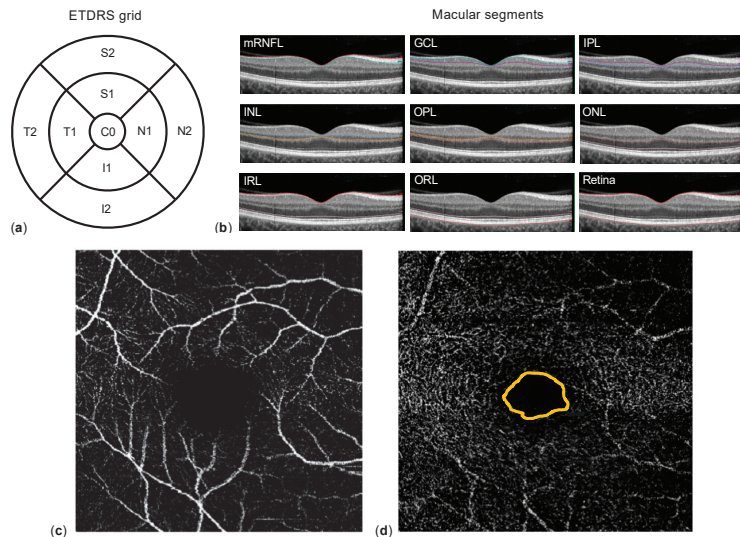 ETDRS grid
S2
S1
T2 T1 C0 N1 N2
I1
I2
(a)
Macular segments
mRNFL GCL IPL
INL OPL ONL
IRL ORL Retina
(b)
(c)
(d)